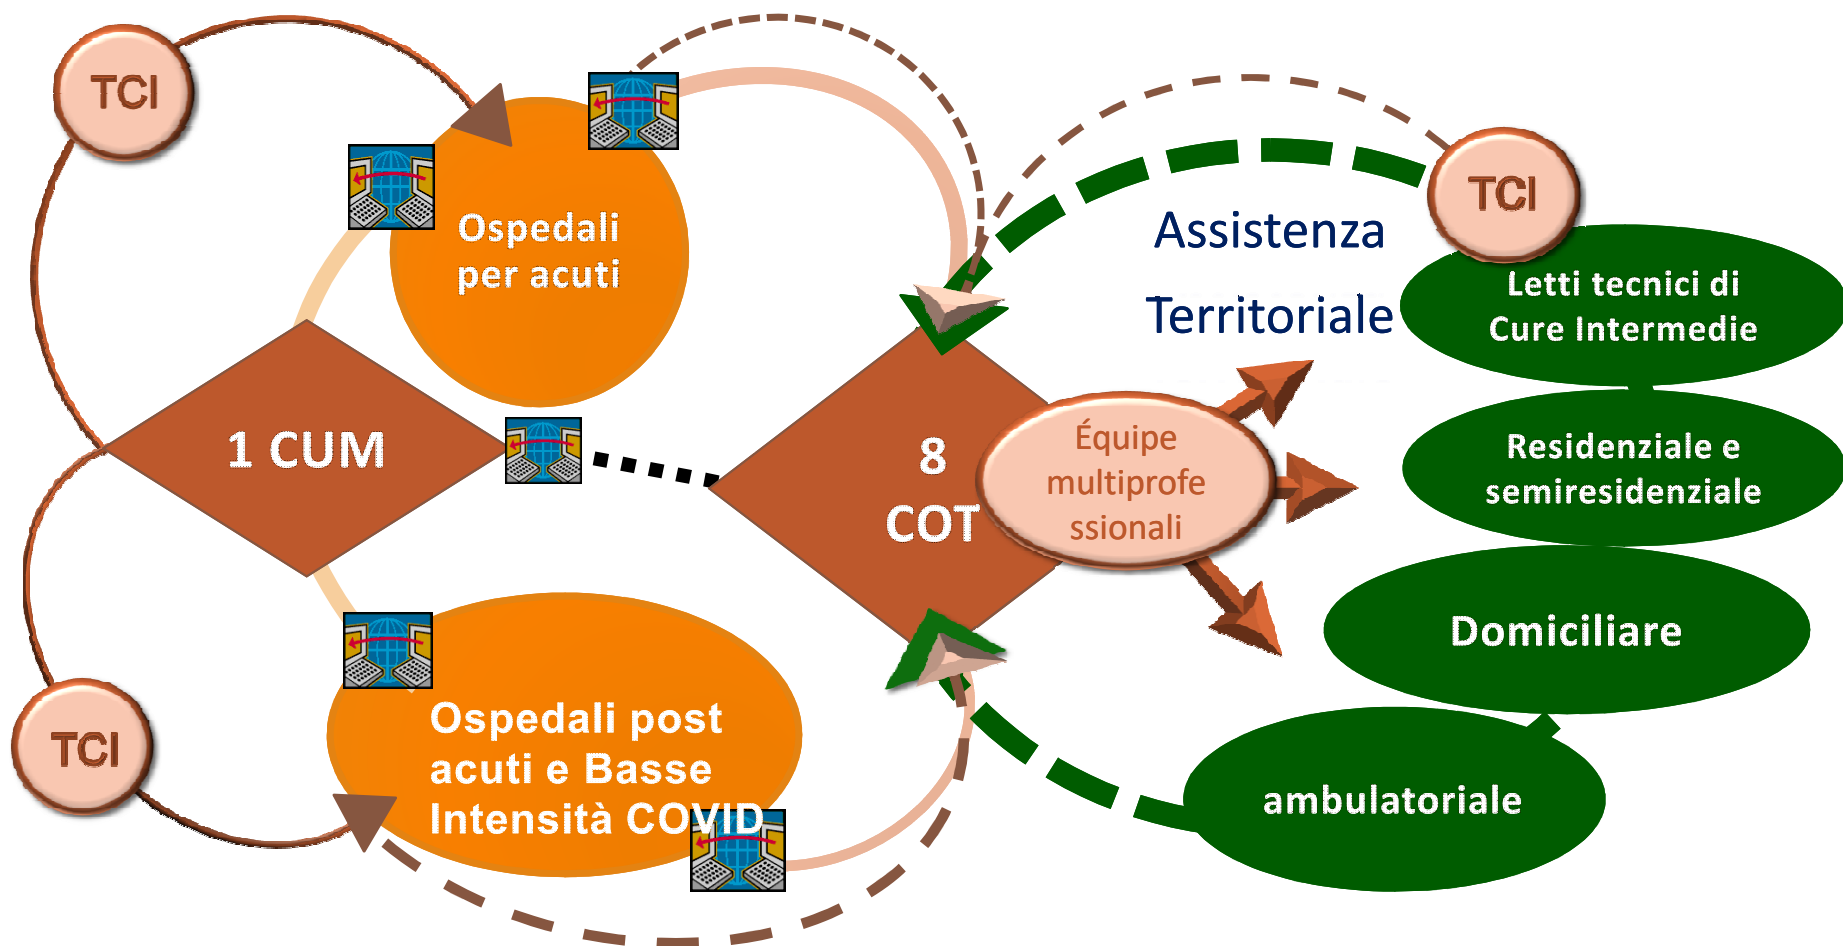 TCI
Ospedali
per acuti
1 CUM
TCI
Ospedali post
acuti e Basse
Intensità COVID
8
COT
Équipe
multiprofe
ssionali
Assistenza
Territoriale
TCI
Letti tecnici di
Cure Intermedie
Residenziale e
semiresidenziale
Domiciliare
ambulatoriale